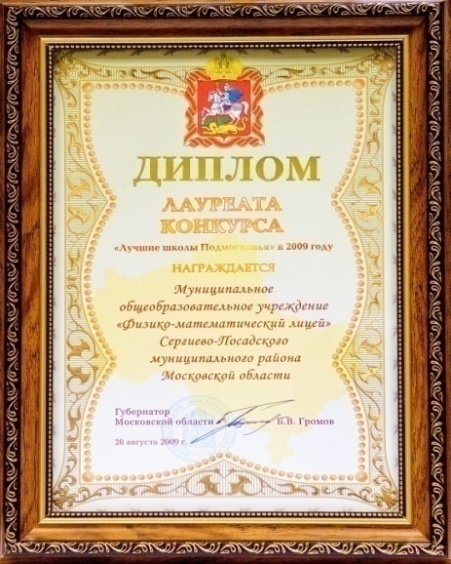 ДИПЛОМ
ЛАУРЕАТА
КОНКУРСА
«Лучшие школы Подмосковья» в 2009 году
НАГРАЖДАЕТСЯ
Муниципальное
общеобразовательное учреждение
«Физико-математический лицей»
Сергиево-Посадского
муниципального района
Московской области
Губернатор
Московской области Б.В. Громов
28 августа 2009 г.